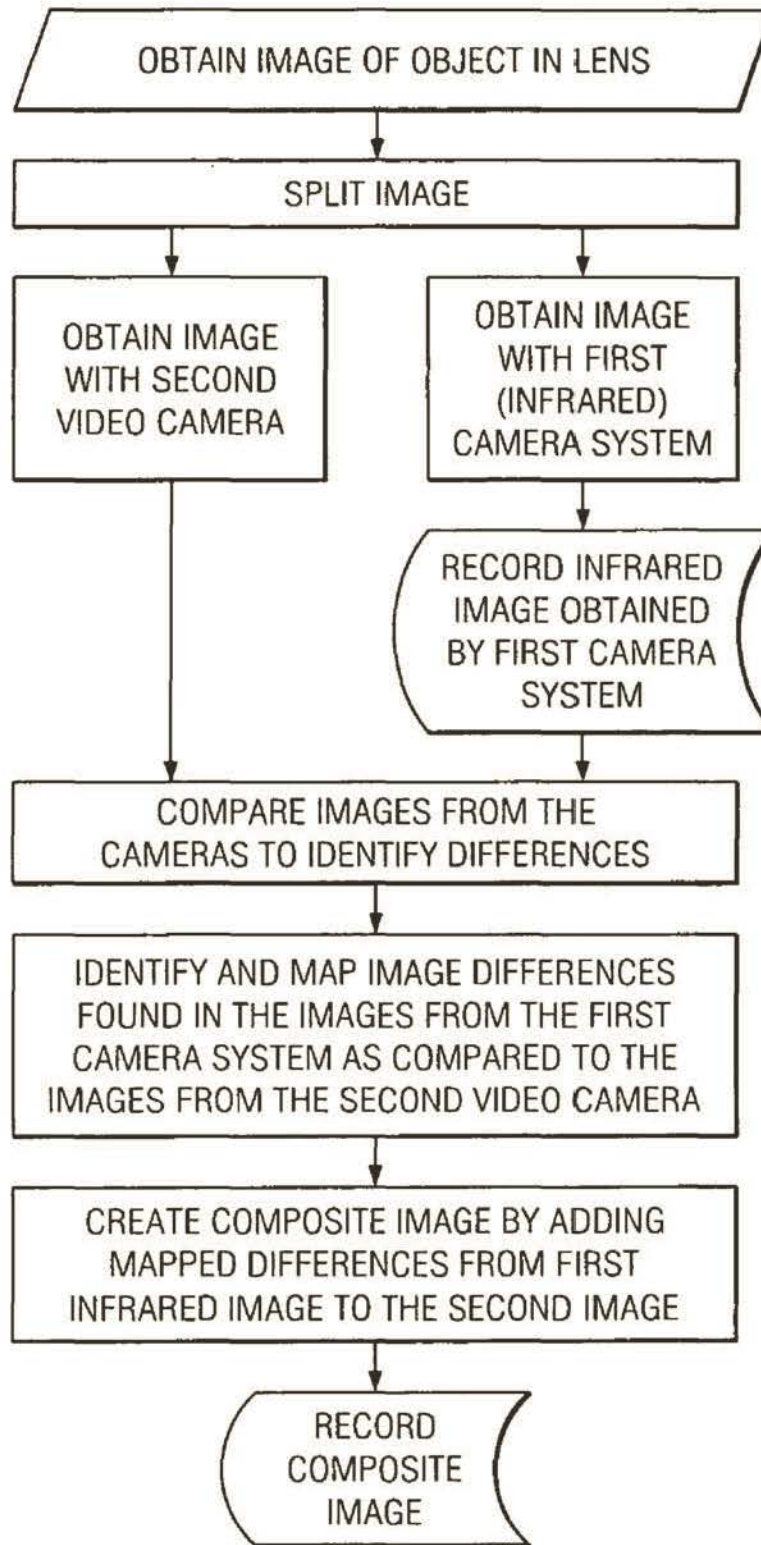 OBTAIN IMAGE OF OBJECT IN LENS
SPLIT IMAGE
OBTAIN IMAGE
WITH SECOND
VIDEO CAMERA
OBTAIN IMAGE
WITH FIRST
(INFRARED)
CAMERA SYSTEM
RECORD INFRARED
IMAGE OBTAINED
BY FIRST CAMERA
SYSTEM
COMPARE IMAGES FROM THE
CAMERAS TO IDENTIFY DIFFERENCES
IDENTIFY AND MAP IMAGE DIFFERENCES
FOUND IN THE IMAGES FROM THE FIRST
CAMERA SYSTEM AS COMPARED TO THE
IMAGES FROM THE SECOND VIDEO CAMERA
CREATE COMPOSITE IMAGE BY ADDING
MAPPED DIFFERENCES FROM FIRST
INFRARED IMAGE TO THE SECOND IMAGE
RECORD
COMPOSITE
IMAGE